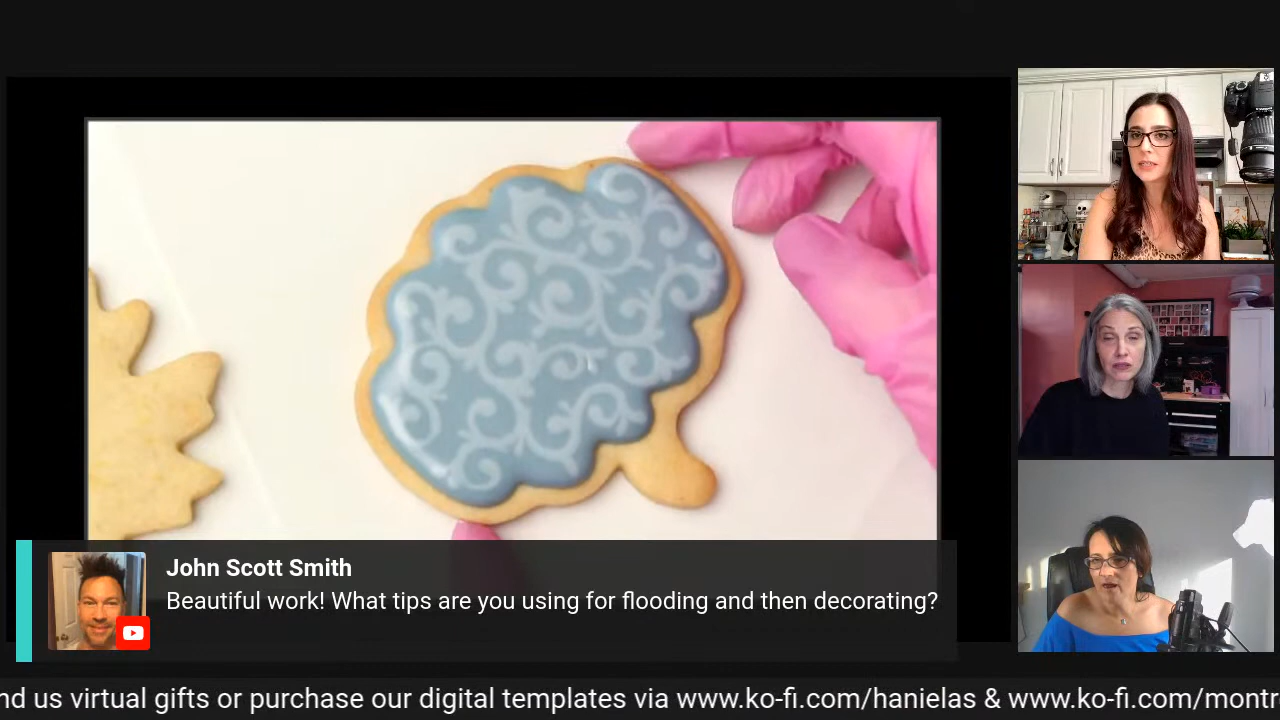 John Scott Smith
Beautiful work! What tips are you using for flooding and then decorating?
nd us virtual gifts or purchase our digital templates via www.ko-fi.com/hanielas & www.ko-fi.com/montr